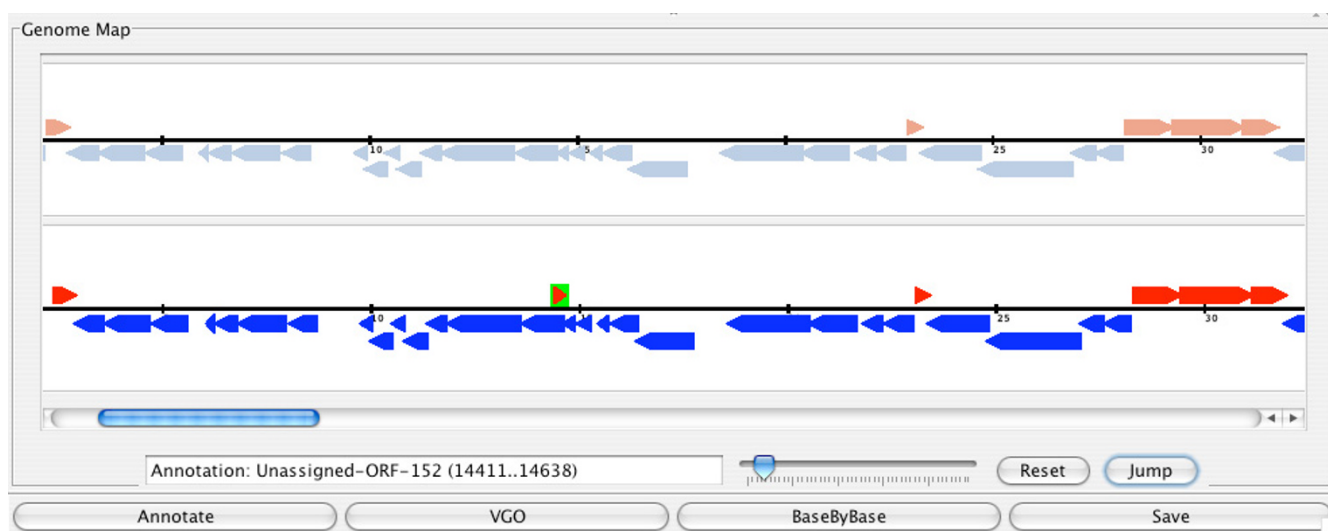 Genome Map
10
5
25
30
10
1
25
30
Annotation: Unassigned-ORF-152 (14411..14638)
Reset
Jump
Annotate
VGO
BaseByBase
Save